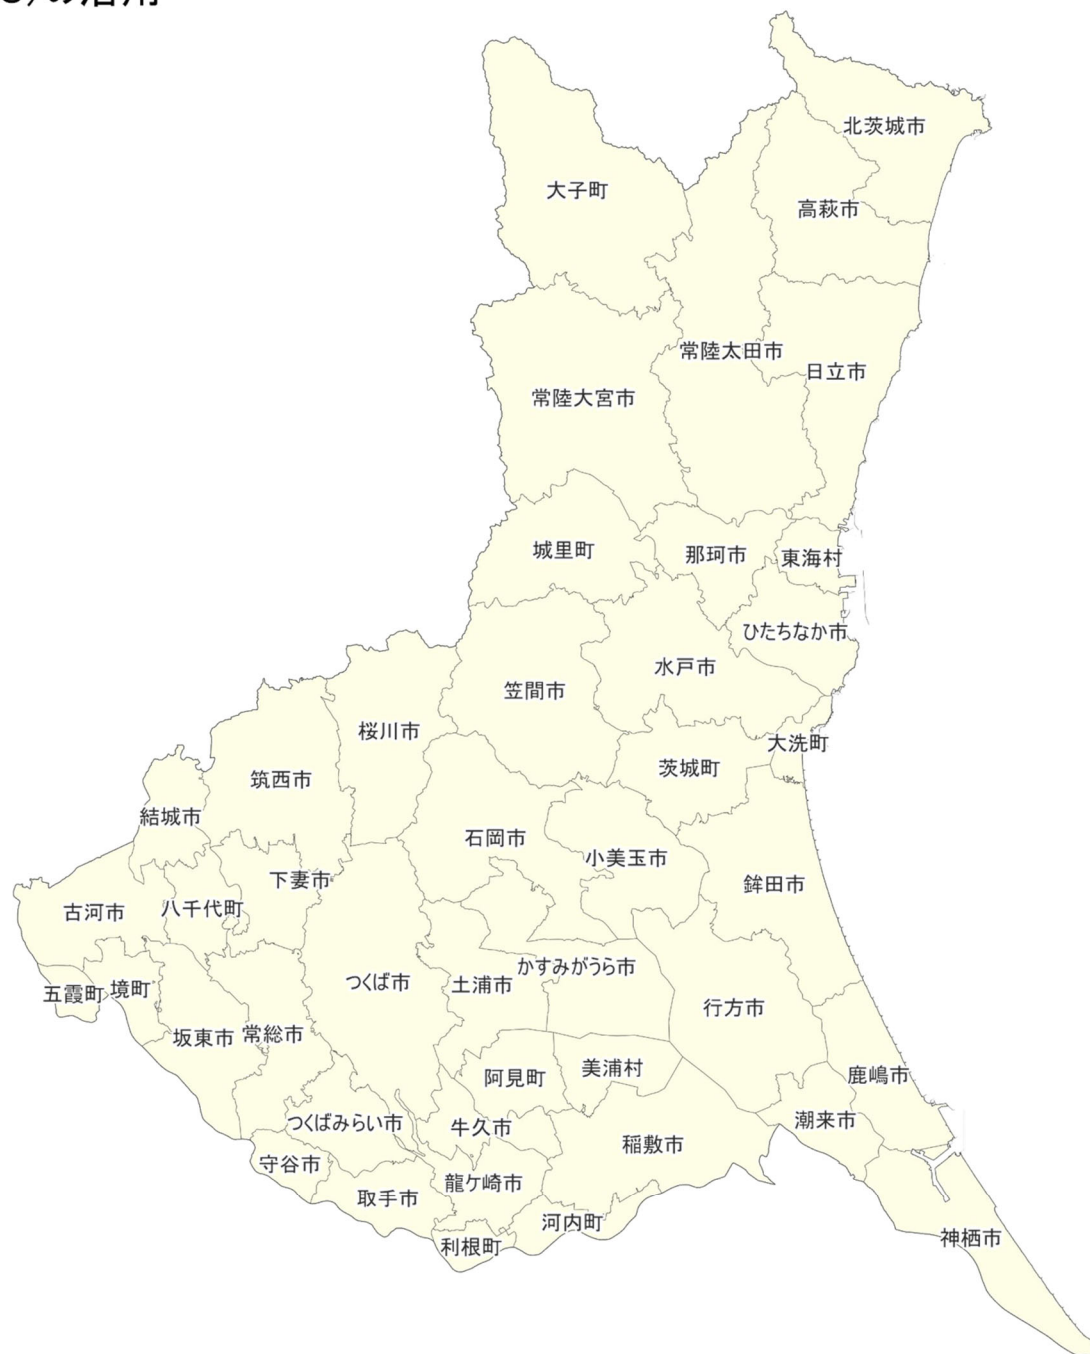 の活用
北茨城市
大子町
高萩市
常陸太田市
日立市
常陸大宮市
城里町
那珂市
東海村
ひたちなか市
水戸市
笠間市
桜川市
大洗町
茨城町
筑西市
結城市
石岡市
小美玉市
下妻市
鉾田市
古河市
八千代町
かすみがうら市
つくば市
土浦市
五霞町
境町
行方市
坂東市
常総市
美浦村
阿見町
鹿嶋市
つくばみらい市
牛久市
潮来市
稲敷市
守谷市
龍ケ崎市
取手市
河内町
利根町
神栖市